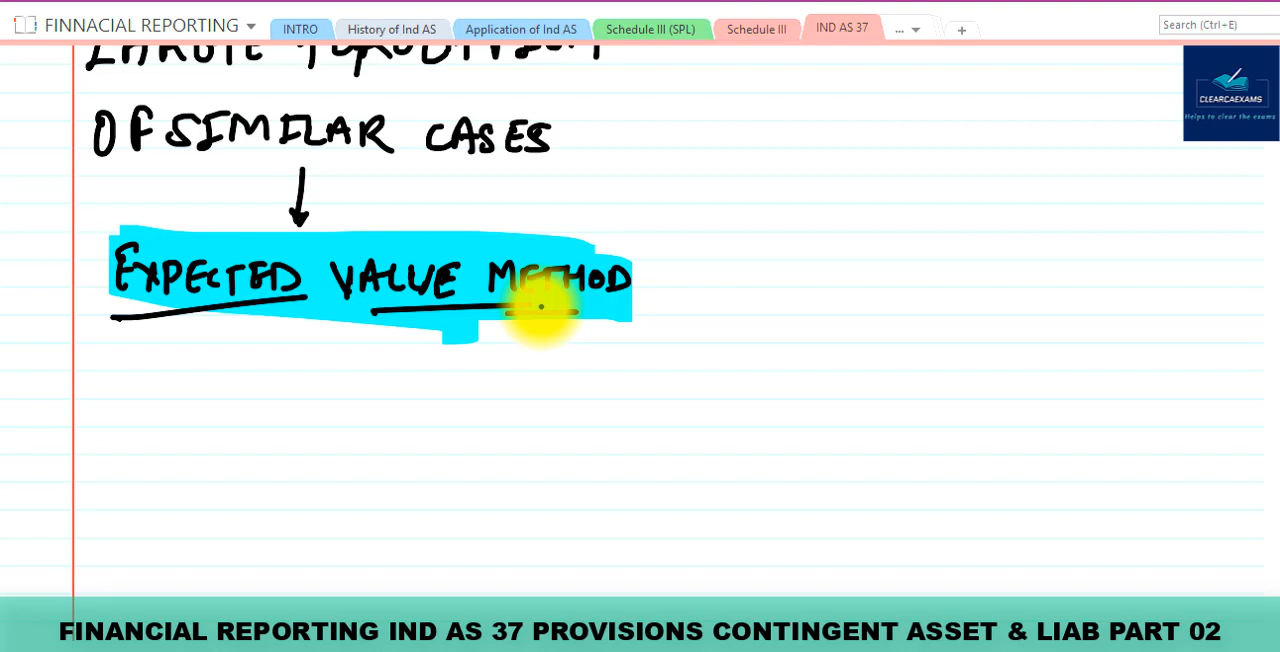 FINNACIAL REPORTING
INTRO
History of Ind AS
Application of Ind AS
Schedule III (SPL)
Schedule III
IND AS 37
...
+
Search (Ctrl+E)
CLEARCAEXAMS
Helps to clear the exams
OF SIMILAR CASES
EXPECTED VALUE METHOD
FINANCIAL REPORTING IND AS 37 PROVISIONS CONTINGENT ASSET & LIAB PART 02